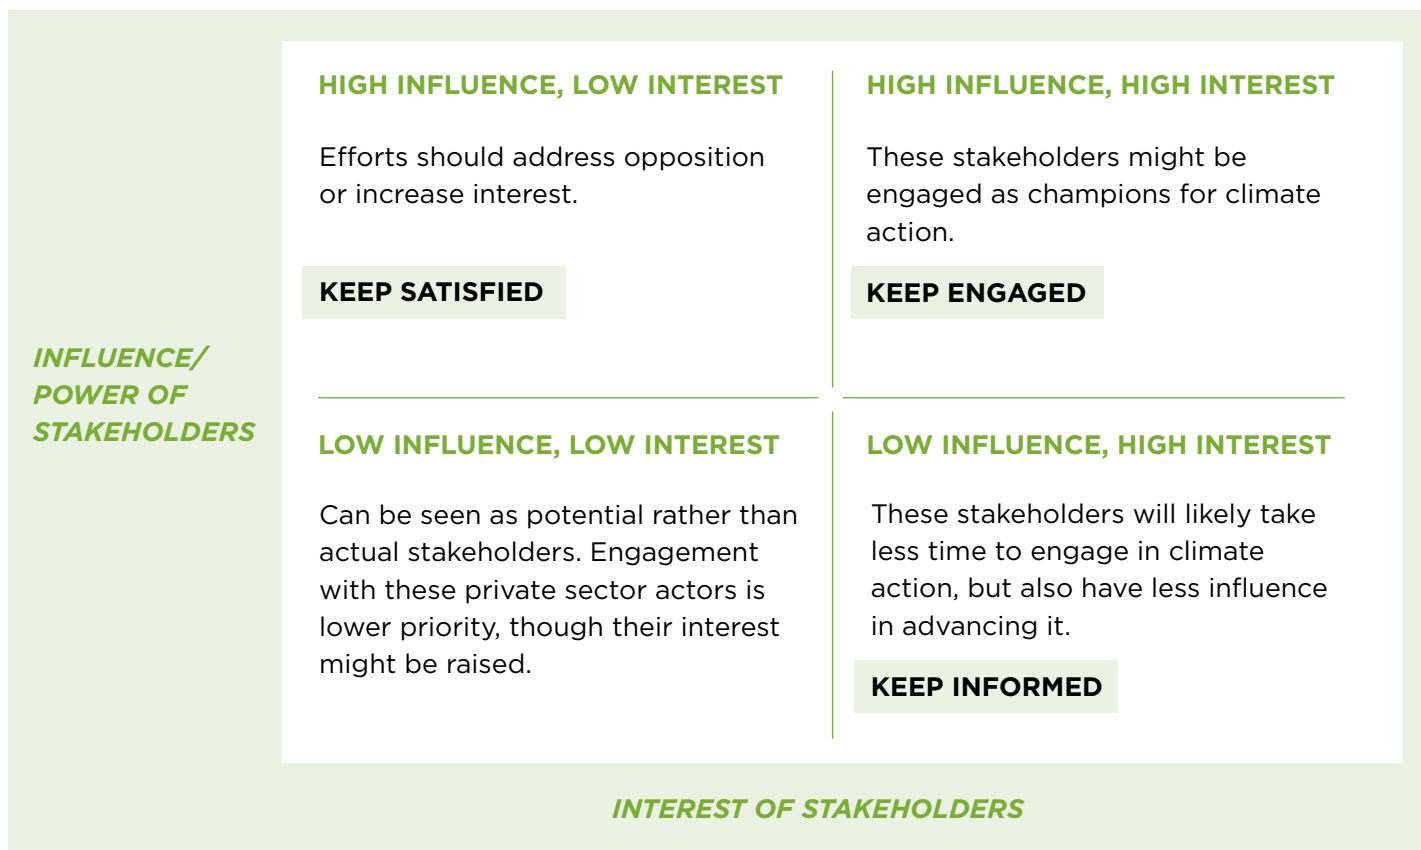 HIGH INFLUENCE, LOW INTEREST
Efforts should address opposition
or increase interest.
KEEP SATISFIED
HIGH INFLUENCE, HIGH INTEREST
These stakeholders might be
engaged as champions for climate
action.
KEEP ENGAGED
INFLUENCE/
POWER OF
STAKEHOLDERS
LOW INFLUENCE, LOW INTEREST
Can be seen as potential rather than
actual stakeholders. Engagement
with these private sector actors is
lower priority, though their interest
might be raised.
LOW INFLUENCE, HIGH INTEREST
These stakeholders will likely take
less time to engage in climate
action, but also have less influence
in advancing it.
KEEP INFORMED
INTEREST OF STAKEHOLDERS